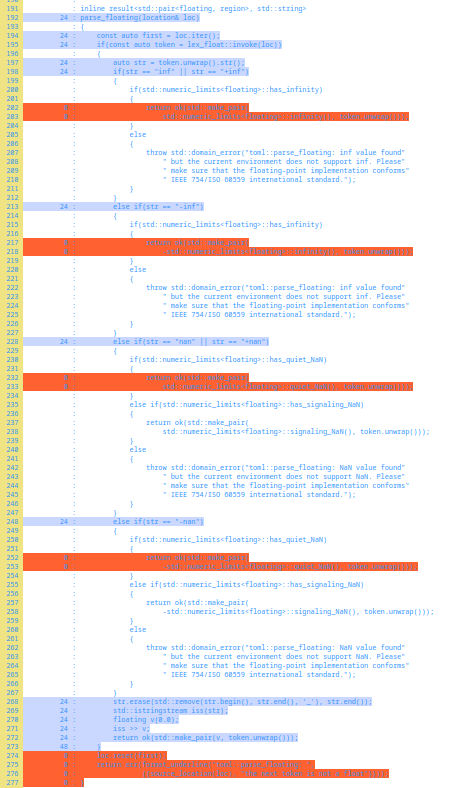 191 : inline result<std::pair<floating, region>, std::string>
192 24 : parse_floating(location& loc)
193 : {
194 24 : const auto first = loc.iter();
195 24 : if(const auto token = lex_float::invoke(loc))
196 : {
197 24 : auto str = token.unwrap().str();
198 24 : if(str == "inf" || str == "+inf")
199 : {
200 : if(std::numeric_limits<floating>::has_infinity)
201 : {
202 0 : return ok(std::make_pair(
203 0 : std::numeric_limits<floating>::infinity(), token.unwrap()));
204 : }
205 : else
206 : {
207 : throw std::domain_error("toml::parse_floating: inf value found"
208 : " but the current environment does not support inf. Please"
209 : " make sure that the floating-point implementation conforms"
210 : " IEEE 754/ISO 60559 international standard.");
211 : }
212 : }
213 24 : else if(str == "-inf")
214 : {
215 : if(std::numeric_limits<floating>::has_infinity)
216 : {
217 0 : return ok(std::make_pair(
218 0 : -std::numeric_limits<floating>::infinity(), token.unwrap()));
219 : }
220 : else
221 : {
222 : throw std::domain_error("toml::parse_floating: inf value found"
223 : " but the current environment does not support inf. Please"
224 : " make sure that the floating-point implementation conforms"
225 : " IEEE 754/ISO 60559 international standard.");
226 : }
227 : }
228 24 : else if(str == "nan" || str == "+nan")
229 : {
230 : if(std::numeric_limits<floating>::has_quiet_NaN)
231 : {
232 0 : return ok(std::make_pair(
233 0 : std::numeric_limits<floating>::quiet_NaN(), token.unwrap()));
234 : }
235 : else if(std::numeric_limits<floating>::has_signaling_NaN)
236 : {
237 : return ok(std::make_pair(
238 : std::numeric_limits<floating>::signaling_NaN(), token.unwrap()));
239 : }
240 : else
241 : {
242 : throw std::domain_error("toml::parse_floating: NaN value found"
243 : " but the current environment does not support NaN. Please"
244 : " make sure that the floating-point implementation conforms"
245 : " IEEE 754/ISO 60559 international standard.");
246 : }
247 : }
248 24 : else if(str == "-nan")
249 : {
250 : if(std::numeric_limits<floating>::has_quiet_NaN)
251 : {
252 0 : return ok(std::make_pair(
253 0 : -std::numeric_limits<floating>::quiet_NaN(), token.unwrap()));
254 : }
255 : else if(std::numeric_limits<floating>::has_signaling_NaN)
256 : {
257 : return ok(std::make_pair(
258 : -std::numeric_limits<floating>::signaling_NaN(), token.unwrap()));
259 : }
260 : else
261 : {
262 : throw std::domain_error("toml::parse_floating: NaN value found"
263 : " but the current environment does not support NaN. Please"
264 : " make sure that the floating-point implementation conforms"
265 : " IEEE 754/ISO 60559 international standard.");
266 : }
267 : }
268 24 : str.erase(std::remove(str.begin(), str.end(), '_'), str.end());
269 24 : std::istringstream iss(str);
270 24 : floating v(0.0);
271 24 : iss >> v;
272 24 : return ok(std::make_pair(v, token.unwrap()));
273 48 : }
274 0 : loc.reset(first);
275 0 : return err(format_underline("toml::parse_floating: ",
276 0 : "the next token is not a float"
277 0 : }